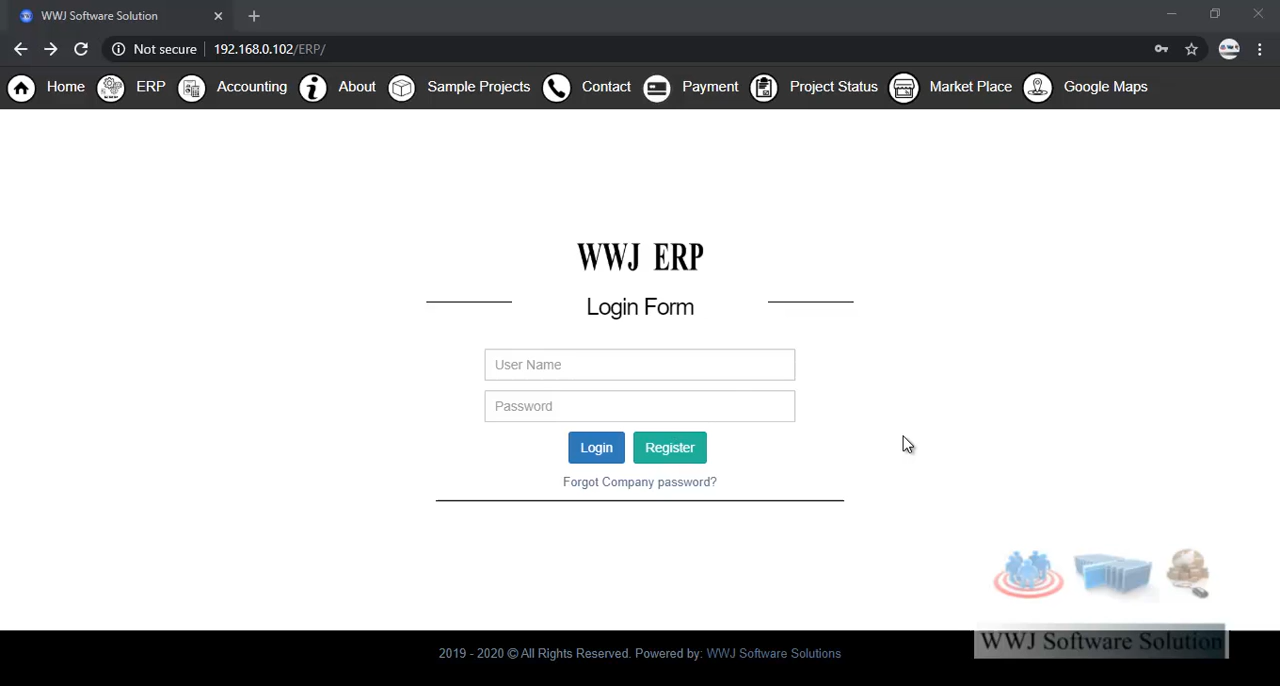 WWJ Software Solution
Not secure 192.168.0.102/ERP/
Home ERP Accounting About Sample Projects Contact Payment Project Status Market Place Google Maps
WWJ ERP
Login Form
User Name
Password
Login Register
Forgot Company password?
WWJ Software Solution
2019 - 2020 © All Rights Reserved. Powered by: WWJ Software Solutions